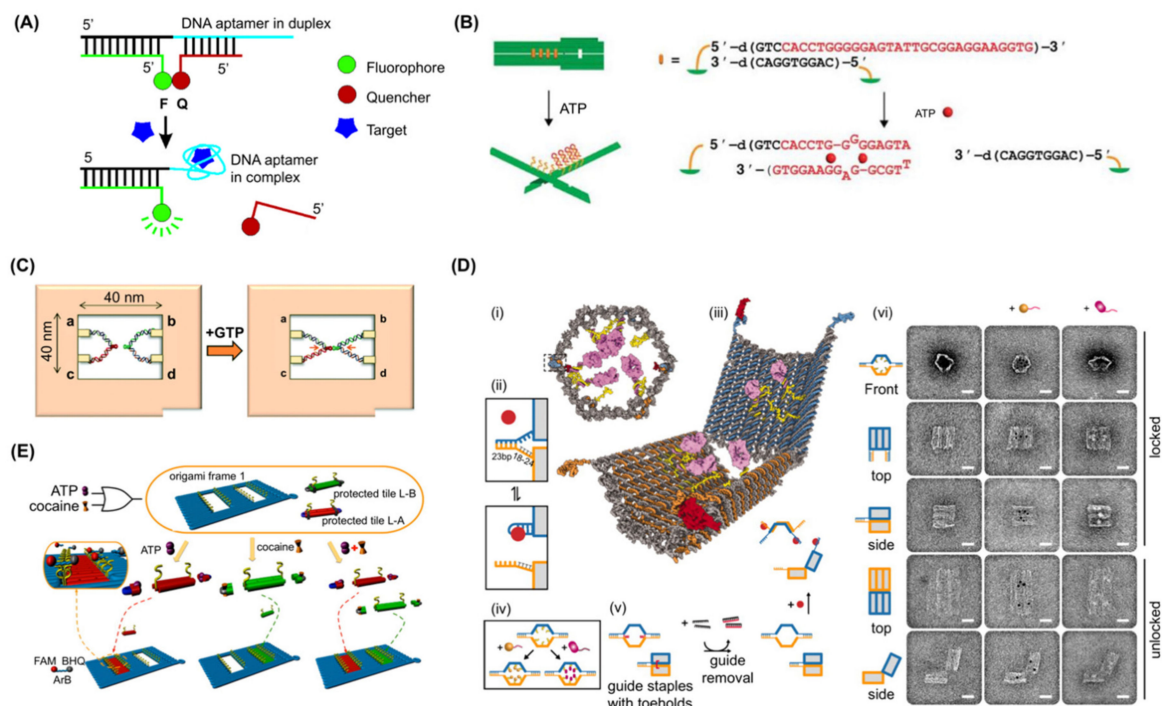 (A)
5'
DNA aptamer in duplex
5'
5'
F Q
Fluorophore
Quencher
Target
5
DNA aptamer
in complex
5'
(B)
ATP
=
5'-d(GTCCACCTGGGGGAGTATTGCGGAGGAAGGTG)-3'
3'-d(CAGGTGGAC)-5'
ATP
5'-d(GTCCACCTG-GGGGAGTA
3'-(GTGGAAGGAG-GCGTT
T
3'-d(CAGGTGGAC)-5'
(C)
40 nm
40 nm
a
b
c
d
+GTP
a
b
c
d
(D)
(i)
(ii)
23bp
18-24
(iii)
(iv)
+
+
(v)
guide staples
with toeholds
+
guide
removal
+
(vi)
+
+
Front
top
side
top
side
locked
unlocked
(E)
ATP
cocaine
origami frame 1
protected tile L-B
protected tile L-A
ATP
cocaine
+
FAM BHQ
ArB